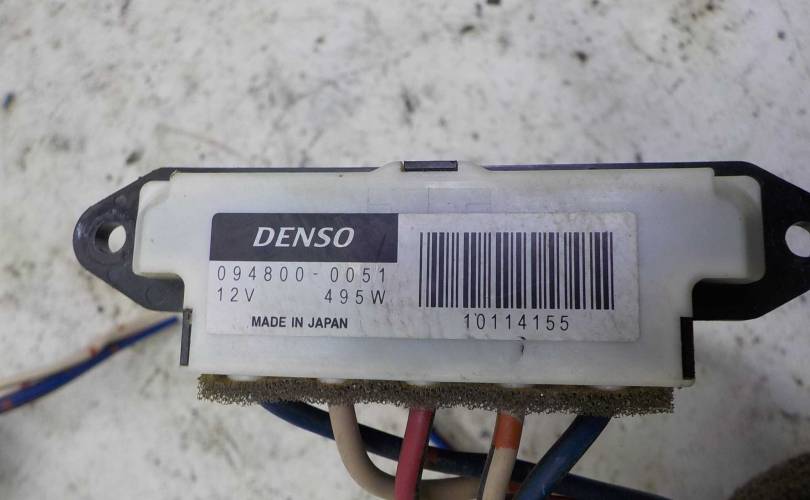 DENSO
094800-0051
12V 495W
MADE IN JAPAN
10114155